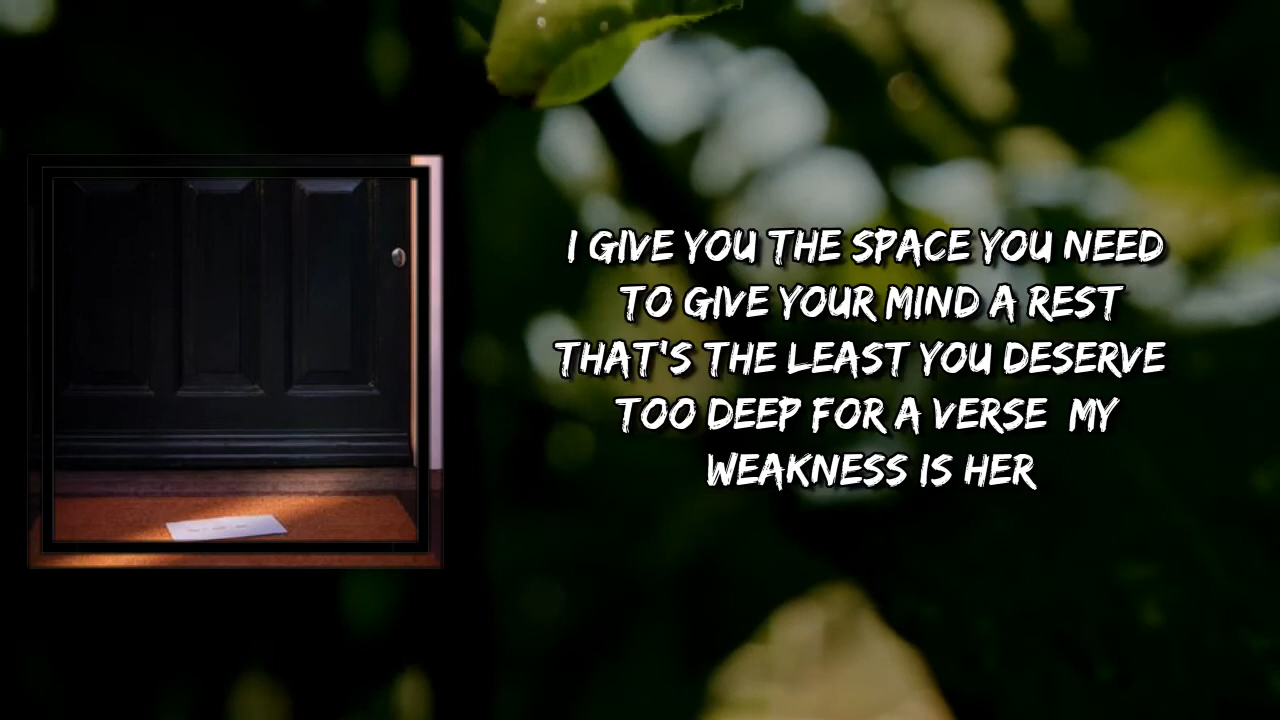 I GIVE YOU THE SPACE YOU NEED
TO GIVE YOUR MIND A REST
THAT'S THE LEAST YOU DESERVE
TOO DEEP FOR A VERSE  MY
WEAKNESS IS HER